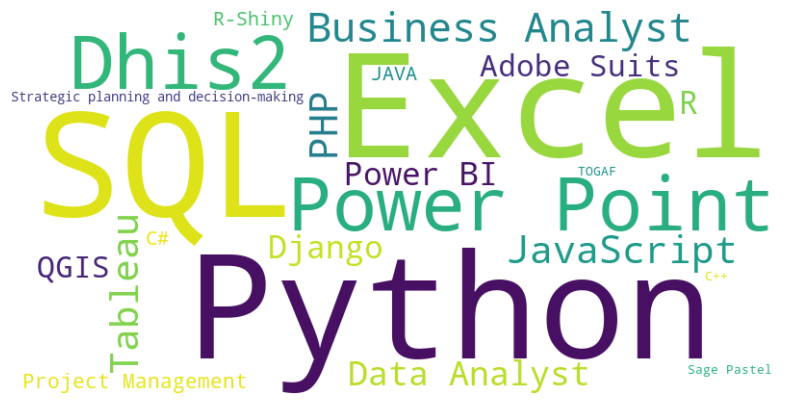 R-Shiny
Business Analyst
Dhis2
Excel
Adobe Suits
JAVA
Strategic planning and decision-making
PHP
R
SQL
Power BI
TOGAF
Power Point
Tableau
C#
Django
JavaScript
QGIS
Python
C++
Project Management
Data Analyst
Sage Pastel